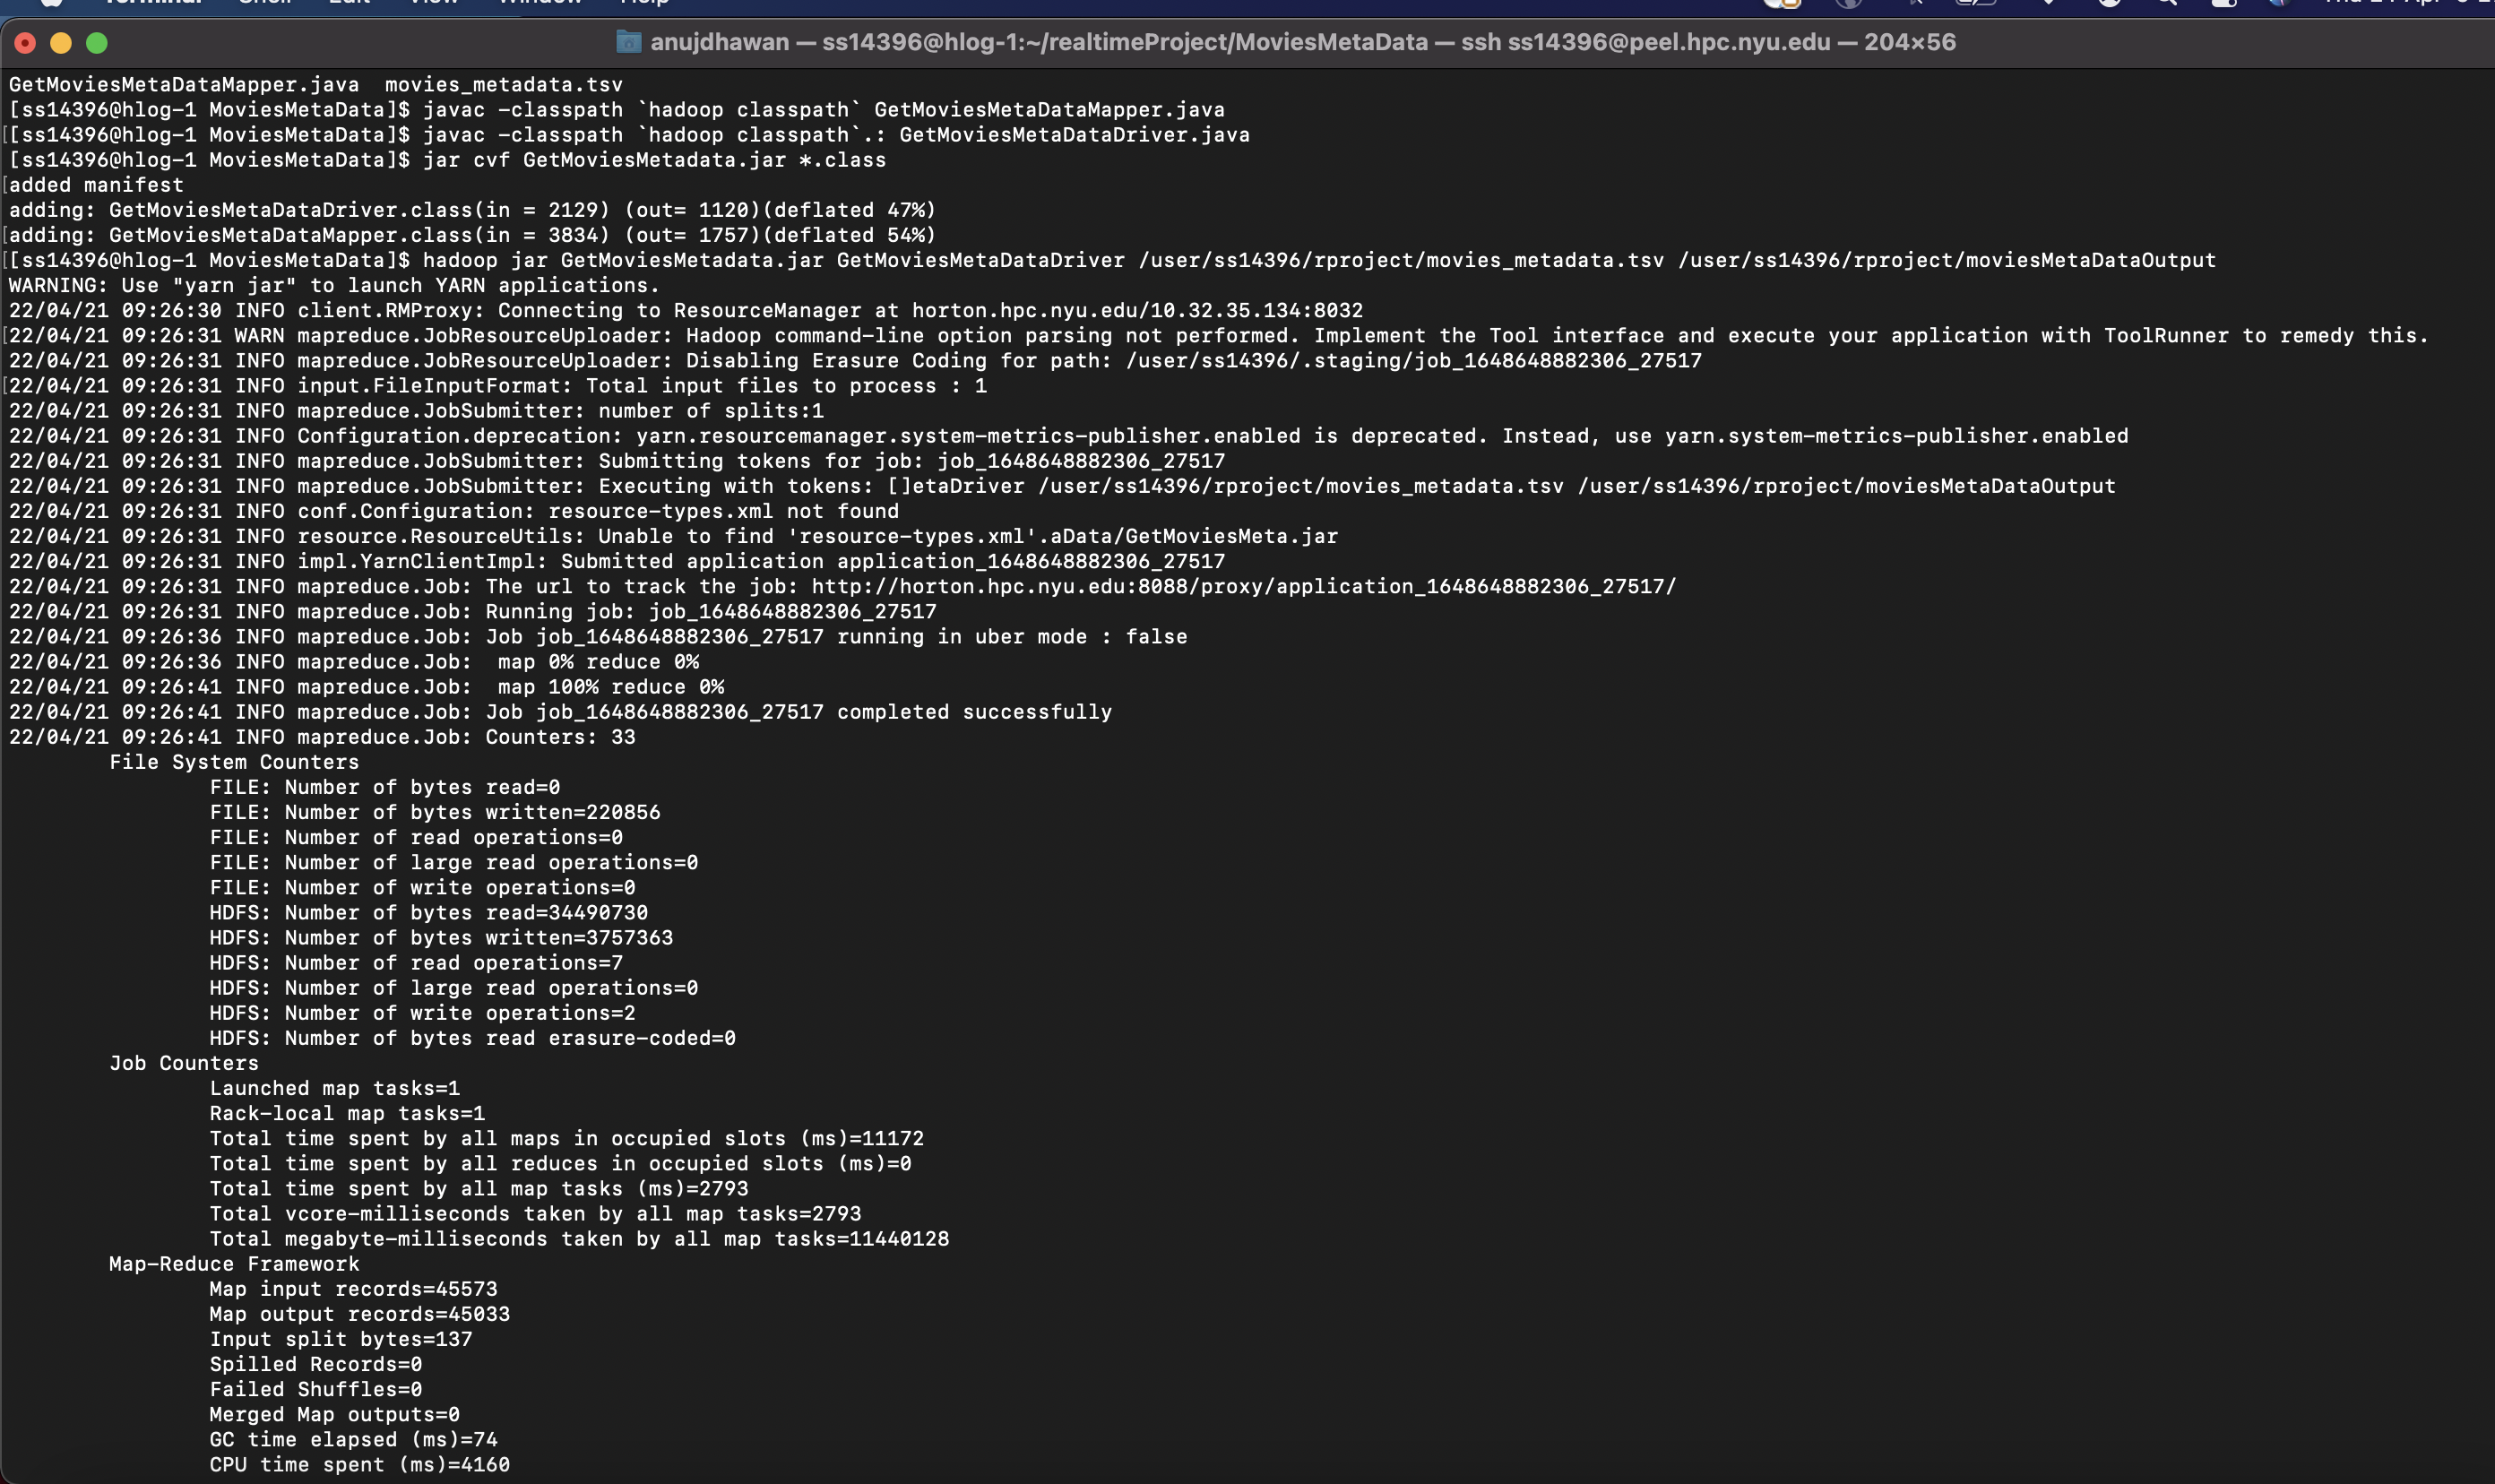 Terminal Shell Edit View Window Help
anujdhawan — ss14396@hlog-1:~/realtimeProject/MoviesMetaData — ssh ss14396@peel.hpc.nyu.edu — 204×56
GetMoviesMetaDataMapper.java  movies_metadata.tsv
[ss14396@hlog-1 MoviesMetaData]$ javac -classpath `hadoop classpath` GetMoviesMetaDataMapper.java
[[ss14396@hlog-1 MoviesMetaData]$ javac -classpath `hadoop classpath`.: GetMoviesMetaDataDriver.java
[ss14396@hlog-1 MoviesMetaData]$ jar cvf GetMoviesMetadata.jar *.class
[added manifest
adding: GetMoviesMetaDataDriver.class(in = 2129) (out= 1120)(deflated 47%)
[adding: GetMoviesMetaDataMapper.class(in = 3834) (out= 1757)(deflated 54%)
[[ss14396@hlog-1 MoviesMetaData]$ hadoop jar GetMoviesMetadata.jar GetMoviesMetaDataDriver /user/ss14396/rproject/movies_metadata.tsv /user/ss14396/rproject/moviesMetaDataOutput
WARNING: Use "yarn jar" to launch YARN applications.
22/04/21 09:26:30 INFO client.RMProxy: Connecting to ResourceManager at horton.hpc.nyu.edu/10.32.35.134:8032
[22/04/21 09:26:31 WARN mapreduce.JobResourceUploader: Hadoop command-line option parsing not performed. Implement the Tool interface and execute your application with ToolRunner to remedy this.
22/04/21 09:26:31 INFO mapreduce.JobResourceUploader: Disabling Erasure Coding for path: /user/ss14396/.staging/job_1648648882306_27517
[22/04/21 09:26:31 INFO input.FileInputFormat: Total input files to process : 1
22/04/21 09:26:31 INFO mapreduce.JobSubmitter: number of splits:1
22/04/21 09:26:31 INFO Configuration.deprecation: yarn.resourcemanager.system-metrics-publisher.enabled is deprecated. Instead, use yarn.system-metrics-publisher.enabled
22/04/21 09:26:31 INFO mapreduce.JobSubmitter: Submitting tokens for job: job_1648648882306_27517
22/04/21 09:26:31 INFO mapreduce.JobSubmitter: Executing with tokens: []etaDriver /user/ss14396/rproject/movies_metadata.tsv /user/ss14396/rproject/moviesMetaDataOutput
22/04/21 09:26:31 INFO conf.Configuration: resource-types.xml not found
22/04/21 09:26:31 INFO resource.ResourceUtils: Unable to find 'resource-types.xml'.aData/GetMoviesMeta.jar
22/04/21 09:26:31 INFO impl.YarnClientImpl: Submitted application application_1648648882306_27517
22/04/21 09:26:31 INFO mapreduce.Job: The url to track the job: http://horton.hpc.nyu.edu:8088/proxy/application_1648648882306_27517/
22/04/21 09:26:31 INFO mapreduce.Job: Running job: job_1648648882306_27517
22/04/21 09:26:36 INFO mapreduce.Job: Job job_1648648882306_27517 running in uber mode : false
22/04/21 09:26:36 INFO mapreduce.Job:  map 0% reduce 0%
22/04/21 09:26:41 INFO mapreduce.Job:  map 100% reduce 0%
22/04/21 09:26:41 INFO mapreduce.Job: Job job_1648648882306_27517 completed successfully
22/04/21 09:26:41 INFO mapreduce.Job: Counters: 33
File System Counters
FILE: Number of bytes read=0
FILE: Number of bytes written=220856
FILE: Number of read operations=0
FILE: Number of large read operations=0
FILE: Number of write operations=0
HDFS: Number of bytes read=34490730
HDFS: Number of bytes written=3757363
HDFS: Number of read operations=7
HDFS: Number of large read operations=0
HDFS: Number of write operations=2
HDFS: Number of bytes read erasure-coded=0
Job Counters
Launched map tasks=1
Rack-local map tasks=1
Total time spent by all maps in occupied slots (ms)=11172
Total time spent by all reduces in occupied slots (ms)=0
Total time spent by all map tasks (ms)=2793
Total vcore-milliseconds taken by all map tasks=2793
Total megabyte-milliseconds taken by all map tasks=11440128
Map-Reduce Framework
Map input records=45573
Map output records=45033
Input split bytes=137
Spilled Records=0
Failed Shuffles=0
Merged Map outputs=0
GC time elapsed (ms)=74
CPU time spent (ms)=4160